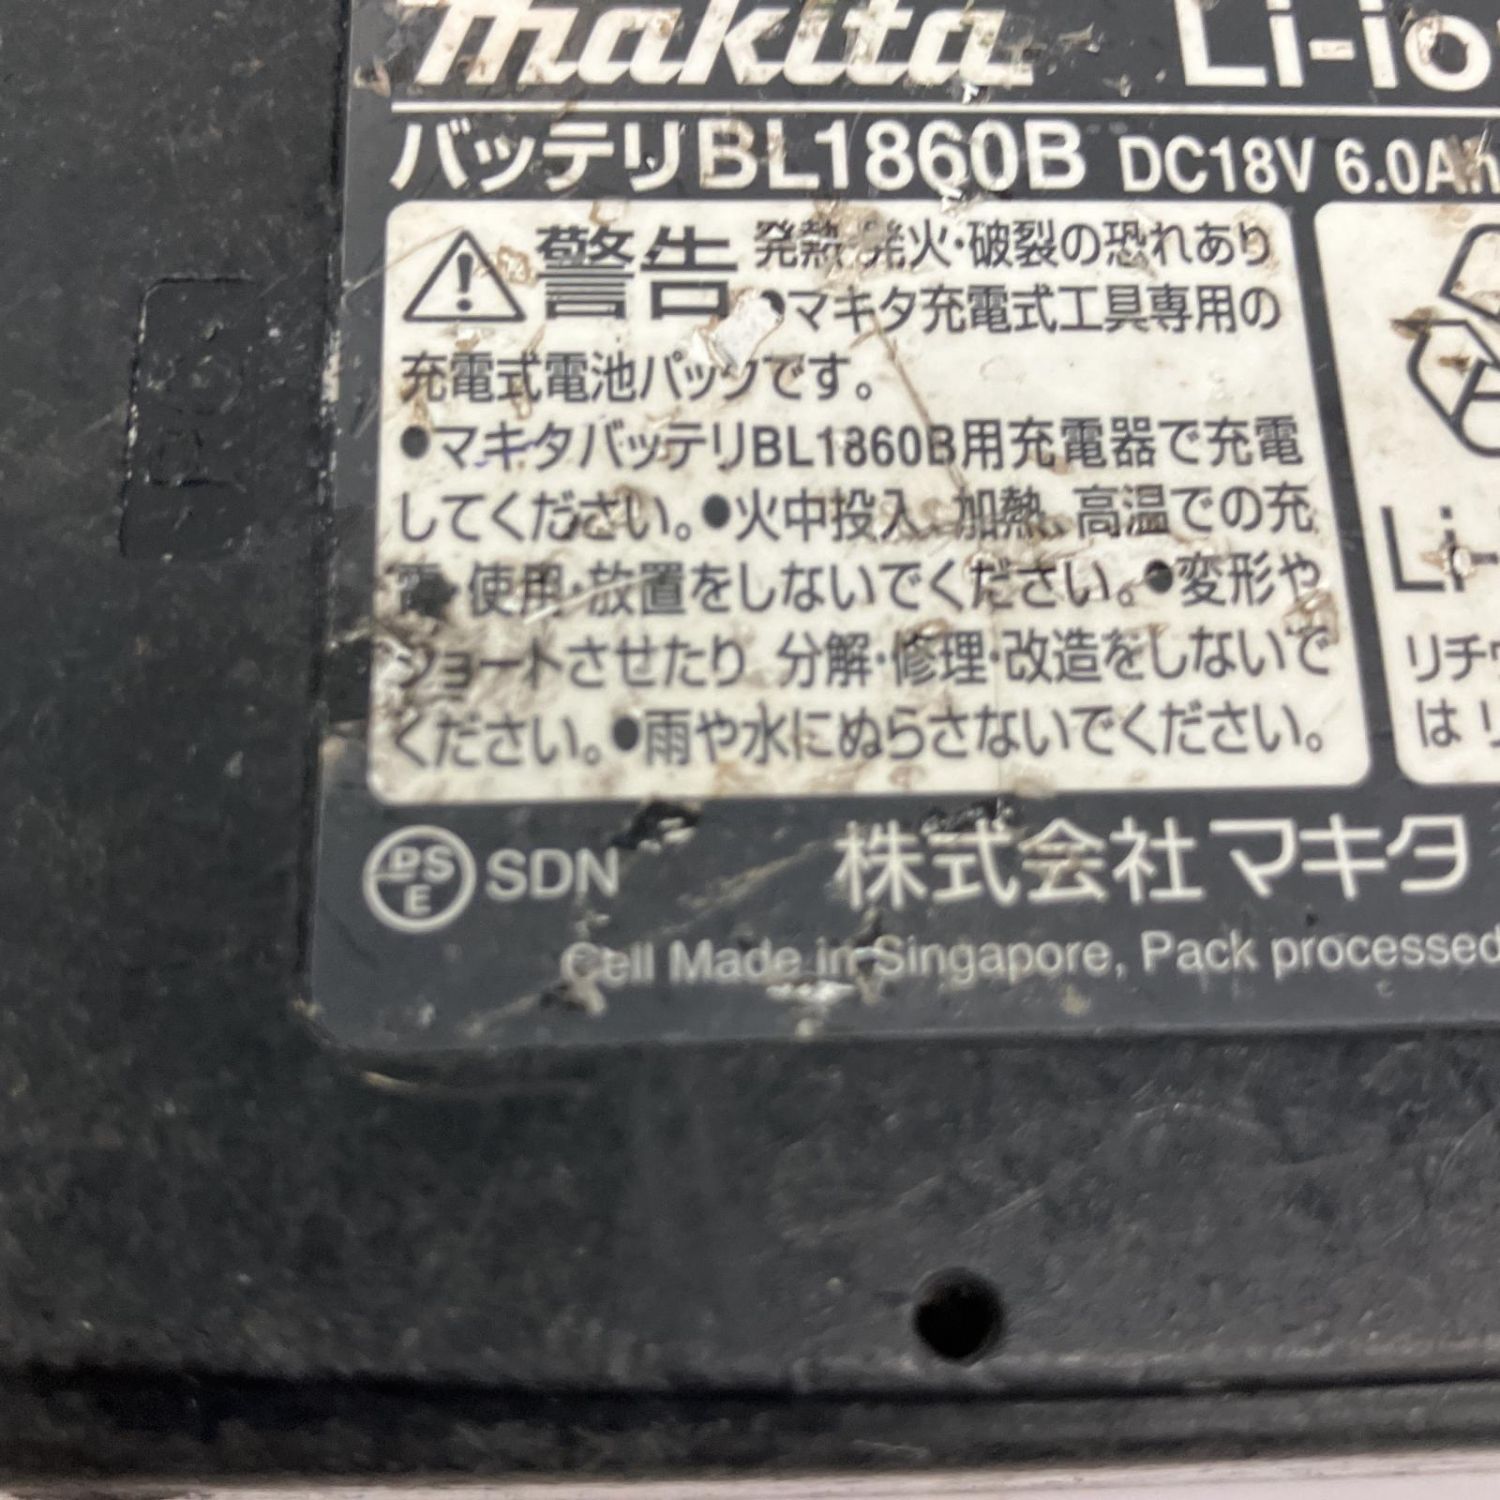 makita Li-io
バッテリBL1860B DC18V 6.0Ah
警告 発熱・発火・破裂の恐れあり
●マキタ充電式工具専用の
充電式電池パックです。
●マキタバッテリBL1860B用充電器で充電
してください。●火中投入、加熱、高温での充
電・使用・放置をしないでください。●変形や
ショートさせたり 分解・修理・改造をしないで
ください。●雨や水にぬらさないでください。
Li-
リチウ
は リ
PSE SDN 株式会社マキタ
Cell Made in Singapore, Pack processed